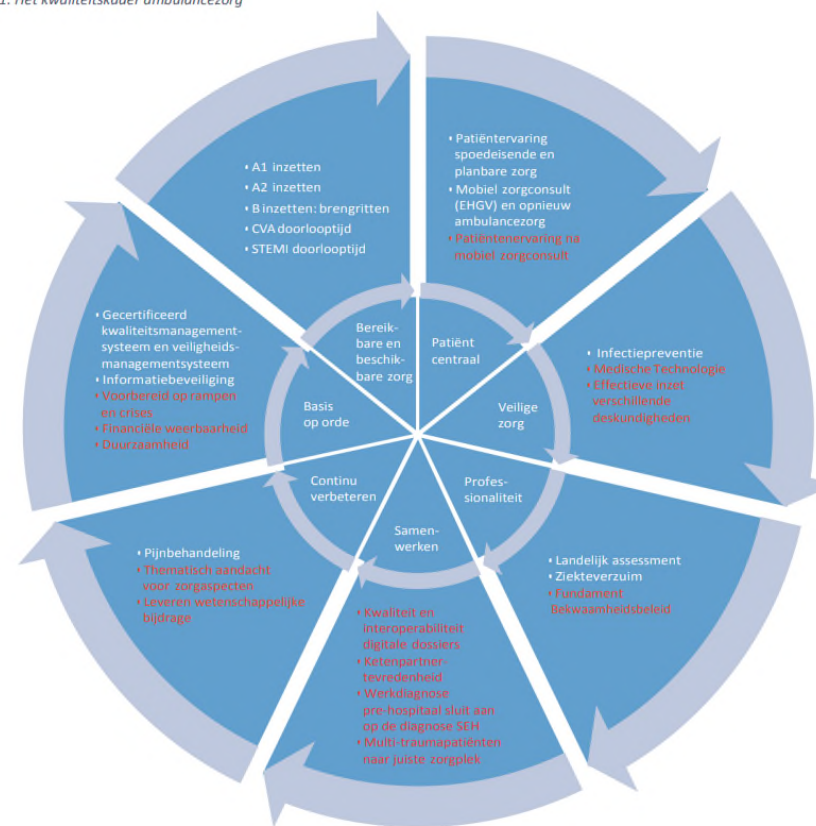 1. Het kwaliteitskader ambulancezorg
• A1 inzetten
• A2 inzetten
• B inzetten: brengritten
• CVA doorlooptijd
• STEMI doorlooptijd
• Patiëntervaring
spoedeisende en
planbare zorg
• Mobiel zorgconsult
(EHGV) en opnieuw
ambulancezorg
• Patiëntenervaring na
mobiel zorgconsult
• Infectiepreventie
• Medische Technologie
• Effectieve inzet
verschillende
deskundigheden
• Landelijk assessment
• Ziekteverzuim
• Fundament
Bekwaamheidsbeleid
• Kwaliteit en
interoperabiliteit
digitale dossiers
• Ketenpartner-
tevredenheid
• Werkdiagnose
pre-hospitaal sluit aan
op de diagnose SEH
• Multi-traumapatiënten
naar juiste zorgplek
• Pijnbehandeling
• Thematisch aandacht
voor zorgaspecten
• Leveren wetenschappelijke
bijdrage
• Gecertificeerd
kwaliteitsmanagement-
systeem en veiligheids-
managementsysteem
• Informatiebeveiliging
• Voorbereid op rampen
en crises
• Financiële weerbaarheid
• Duurzaamheid
Bereik-
bare en
beschik-
bare zorg
Patiënt
centraal
Veilige
zorg
Profes-
sionaliteit
Samen-
werken
Continu
verbeteren
Basis
op orde